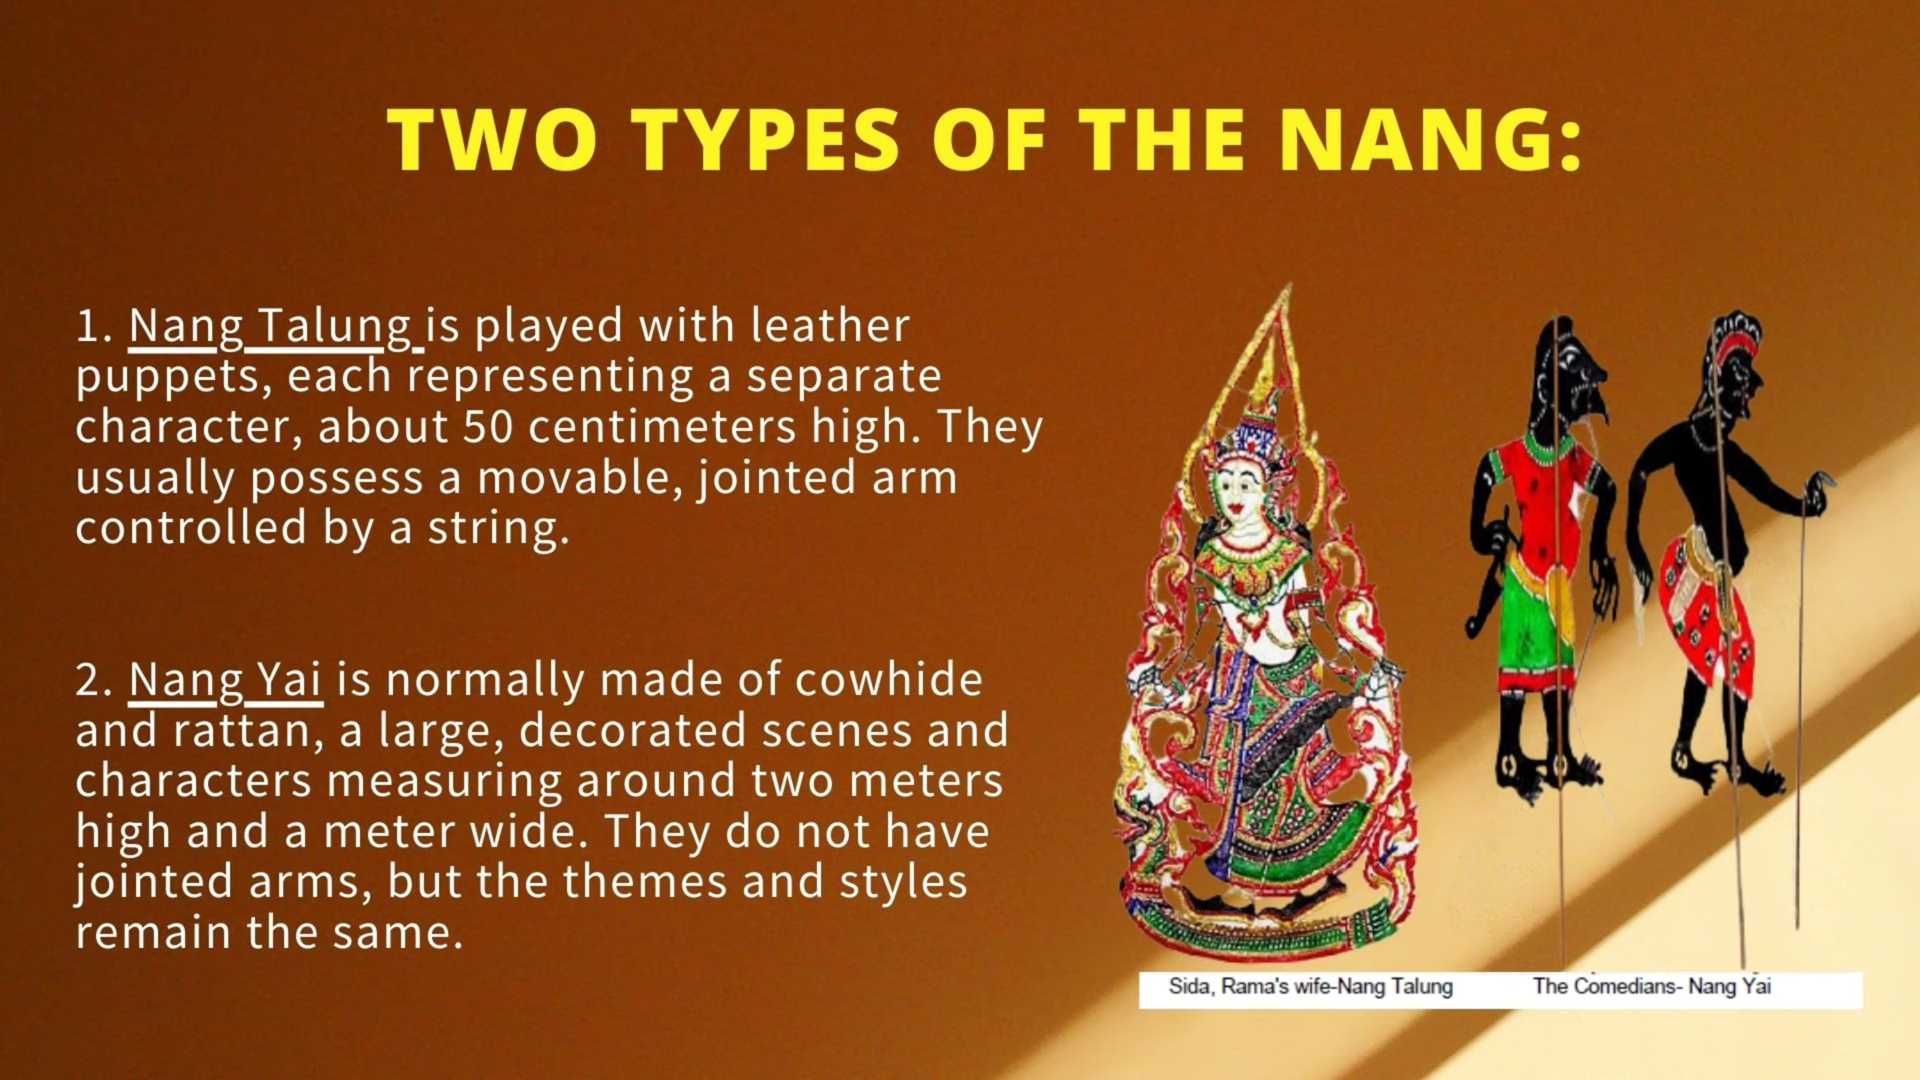 TWO TYPES OF THE NANG:
1. Nang Talung is played with leather
puppets, each representing a separate
character, about 50 centimeters high. They
usually possess a movable, jointed arm
controlled by a string.
2. Nang Yai is normally made of cowhide
and rattan, a large, decorated scenes and
characters measuring around two meters
high and a meter wide. They do not have
jointed arms, but the themes and styles
remain the same.
Sida, Rama's wife-Nang Talung
The Comedians- Nang Yai